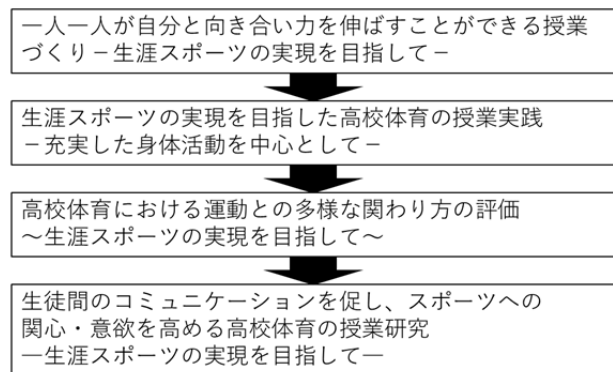 一人一人が自分と向き合い力を伸ばすことができる授業
づくり－生涯スポーツの実現を目指して－
生涯スポーツの実現を目指した高校体育の授業実践
－充実した身体活動を中心として－
高校体育における運動との多様な関わり方の評価
～生涯スポーツの実現を目指して～
生徒間のコミュニケーションを促し、スポーツへの
関心・意欲を高める高校体育の授業研究
―生涯スポーツの実現を目指して―